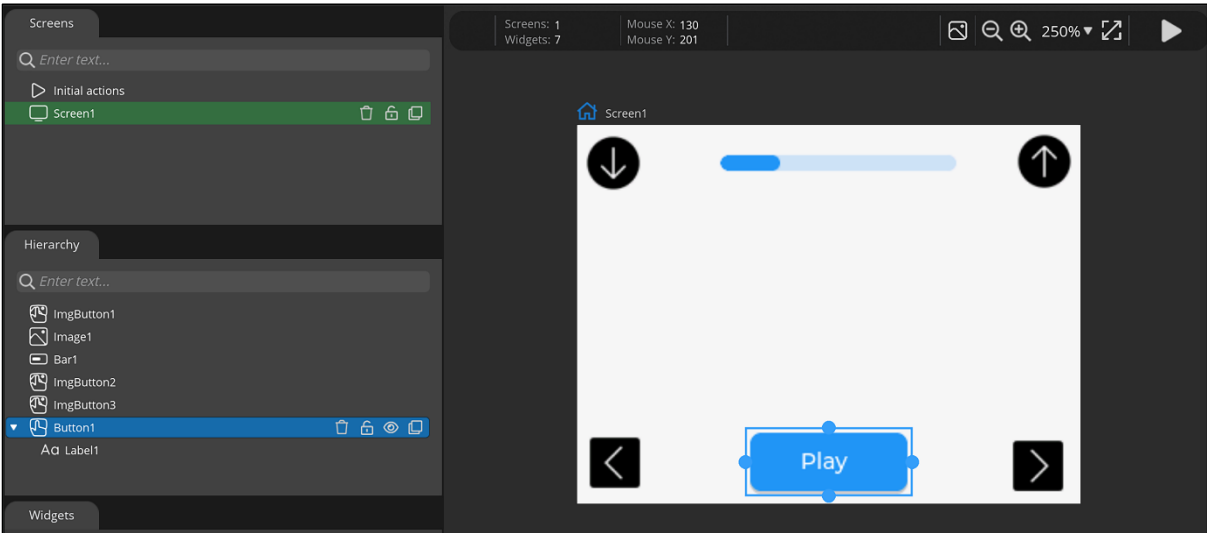 Screens
Enter text...
Initial actions
Screen1
Hierarchy
Enter text...
ImgButton1
Image1
Bar1
ImgButton2
ImgButton3
Button1
Aa Label1
Widgets
Screens: 1
Widgets: 7
Mouse X: 130
Mouse Y: 201
250%
Screen1
Play